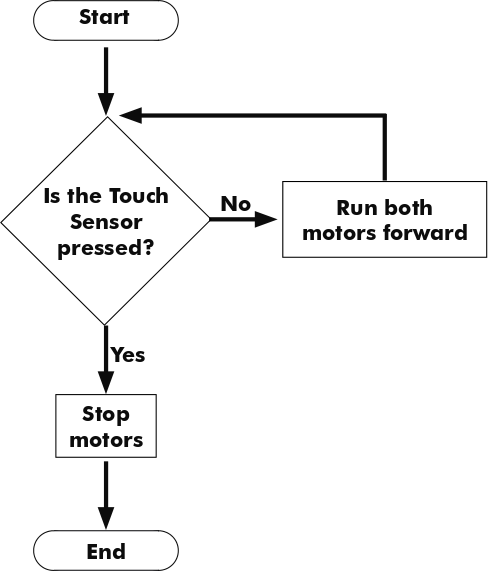 Start
Is the Touch
Sensor
pressed?
No
Run both
motors forward
Yes
Stop
motors
End